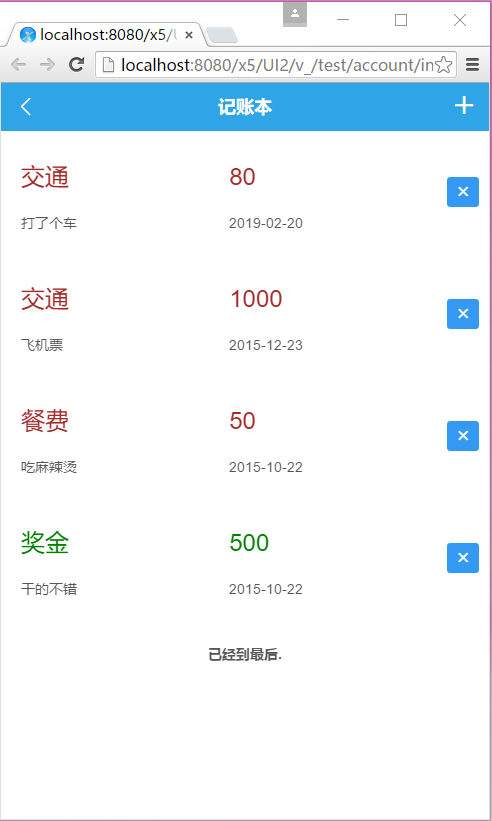 localhost:8080/x5/U
localhost:8080/x5/UI2/v_/test/account/in
记账本
交通 80
打了个车 2019-02-20
交通 1000
飞机票 2015-12-23
餐费 50
吃麻辣烫 2015-10-22
奖金 500
干的不错 2015-10-22
已经到最后.